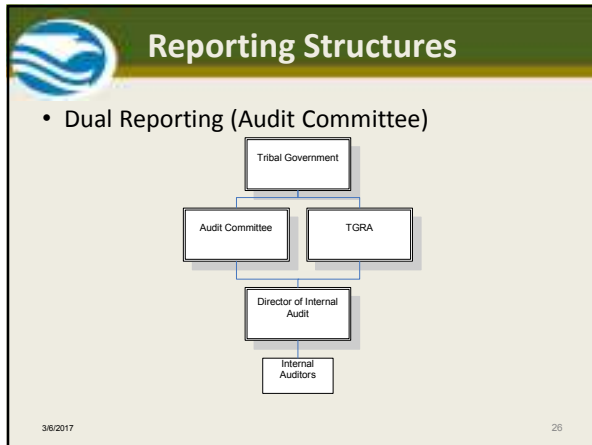 Reporting Structures
• Dual Reporting (Audit Committee)
Tribal Government
Audit Committee
TGRA
Director of Internal
Audit
Internal
Auditors
3/6/2017
26